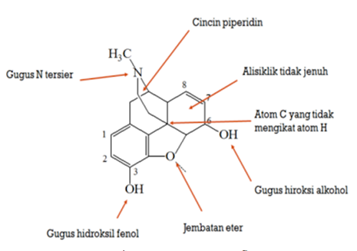 Cincin piperidin
H₃C
N
Gugus N tersier
8
Alisiklik tidak jenuh
7
Atom C yang tidak
mengikat atom H
6
1
OH
2
O
3
Gugus hiroksi alkohol
OH
Jembatan eter
Gugus hidroksil fenol